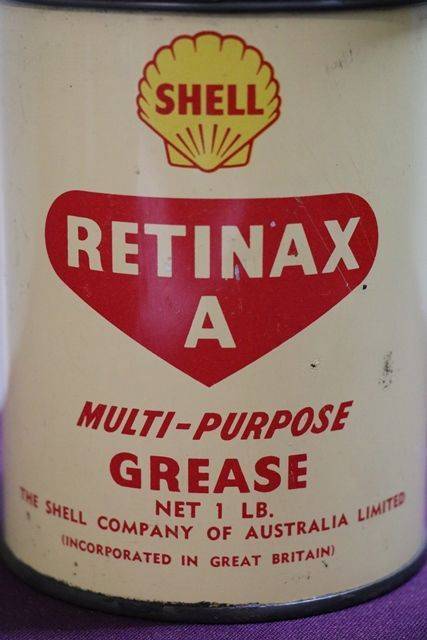 SHELL
RETINAX
A
MULTI-PURPOSE
GREASE
NET 1 LB.
THE SHELL COMPANY OF AUSTRALIA LIMITED
(INCORPORATED IN GREAT BRITAIN)